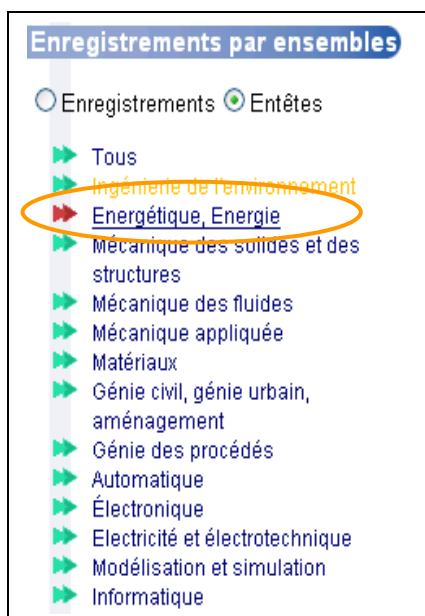 Enregistrements par ensembles
Enregistrements Entêtes
Tous
Ingénierie de l'environnement
Energétique, Energie
Mécanique des solides et des
structures
Mécanique des fluides
Mécanique appliquée
Matériaux
Génie civil, génie urbain,
aménagement
Génie des procédés
Automatique
Électronique
Electricité et électrotechnique
Modélisation et simulation
Informatique